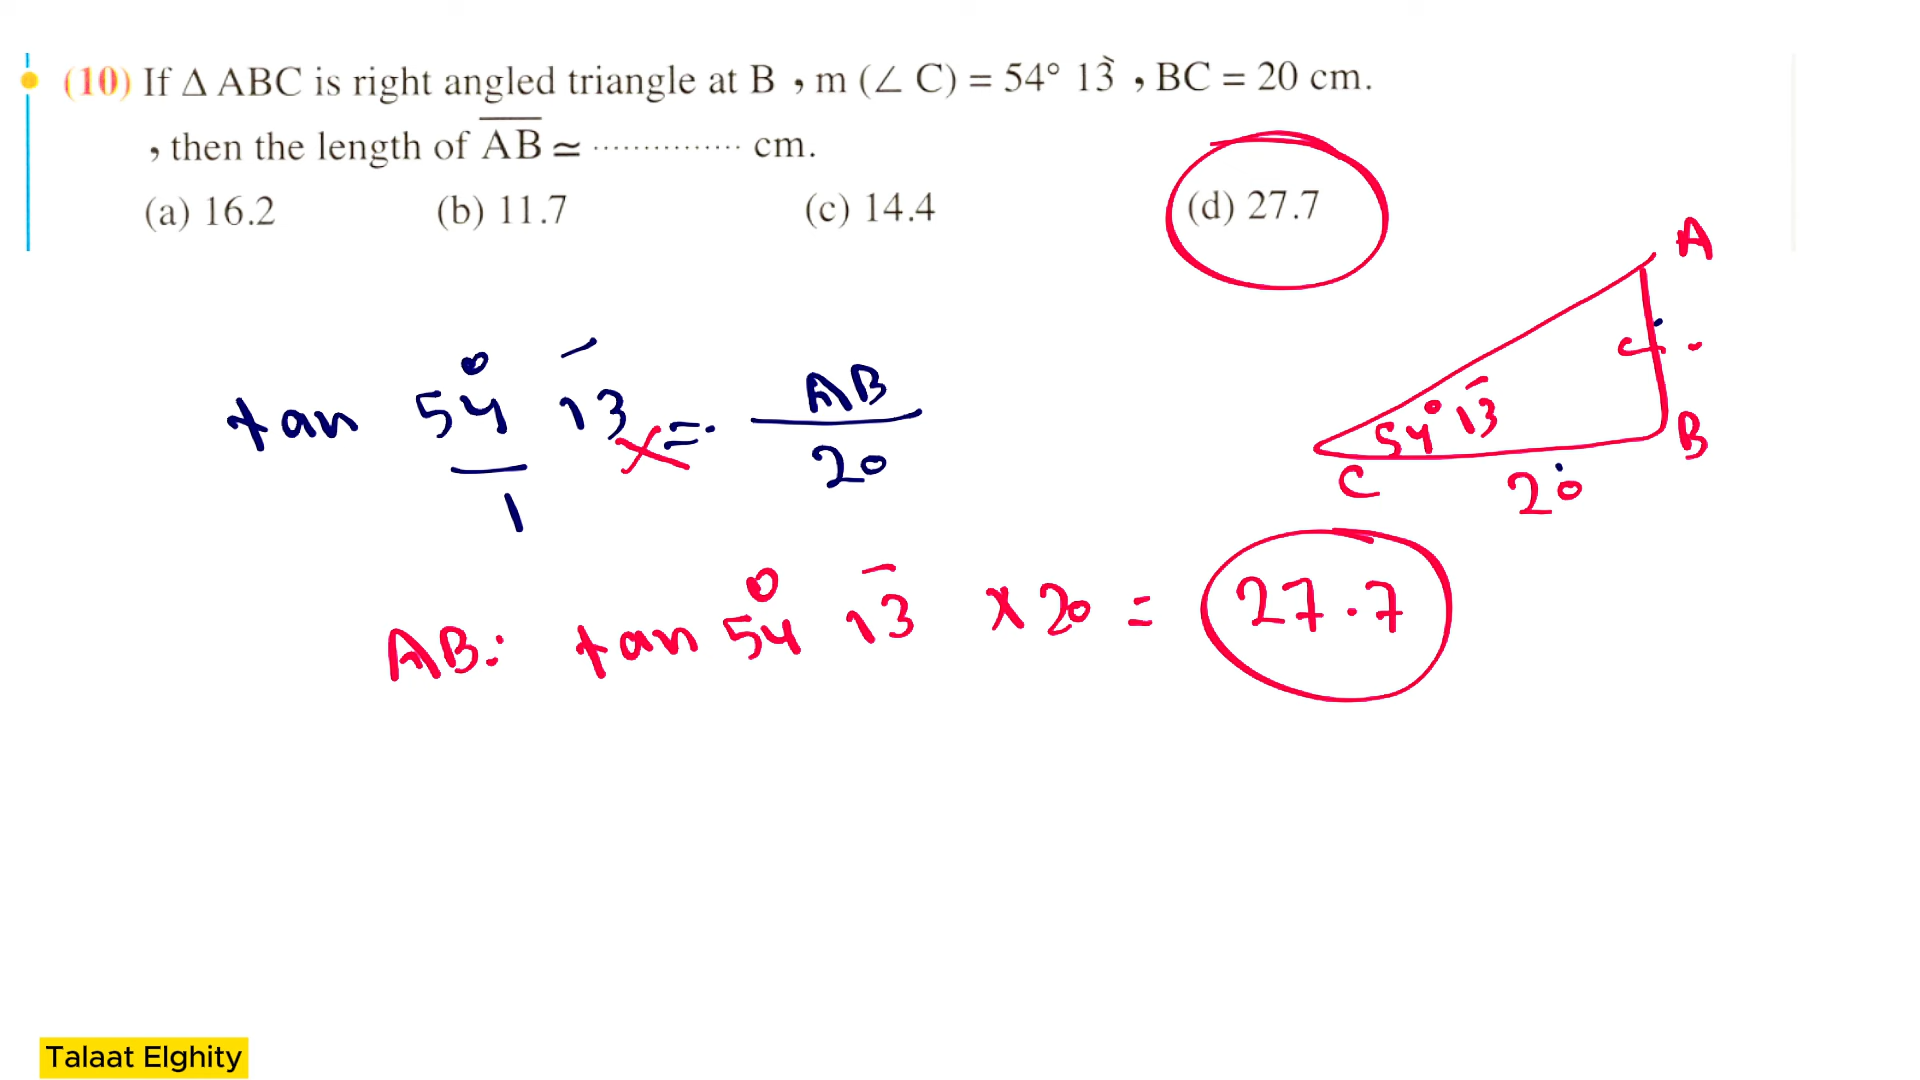 (10) If Δ ABC is right angled triangle at B , m (∠ C) = 54° 13̀ , BC = 20 cm.
, then the length of A͞B ≃ ............... cm.
(a) 16.2 (b) 11.7 (c) 14.4 (d) 27.7
A
tan 54° 13′ = AB
1 20
54° 13′
B
C 20
AB: tan 54° 13′ × 20 = 27.7
Talaat Elghity